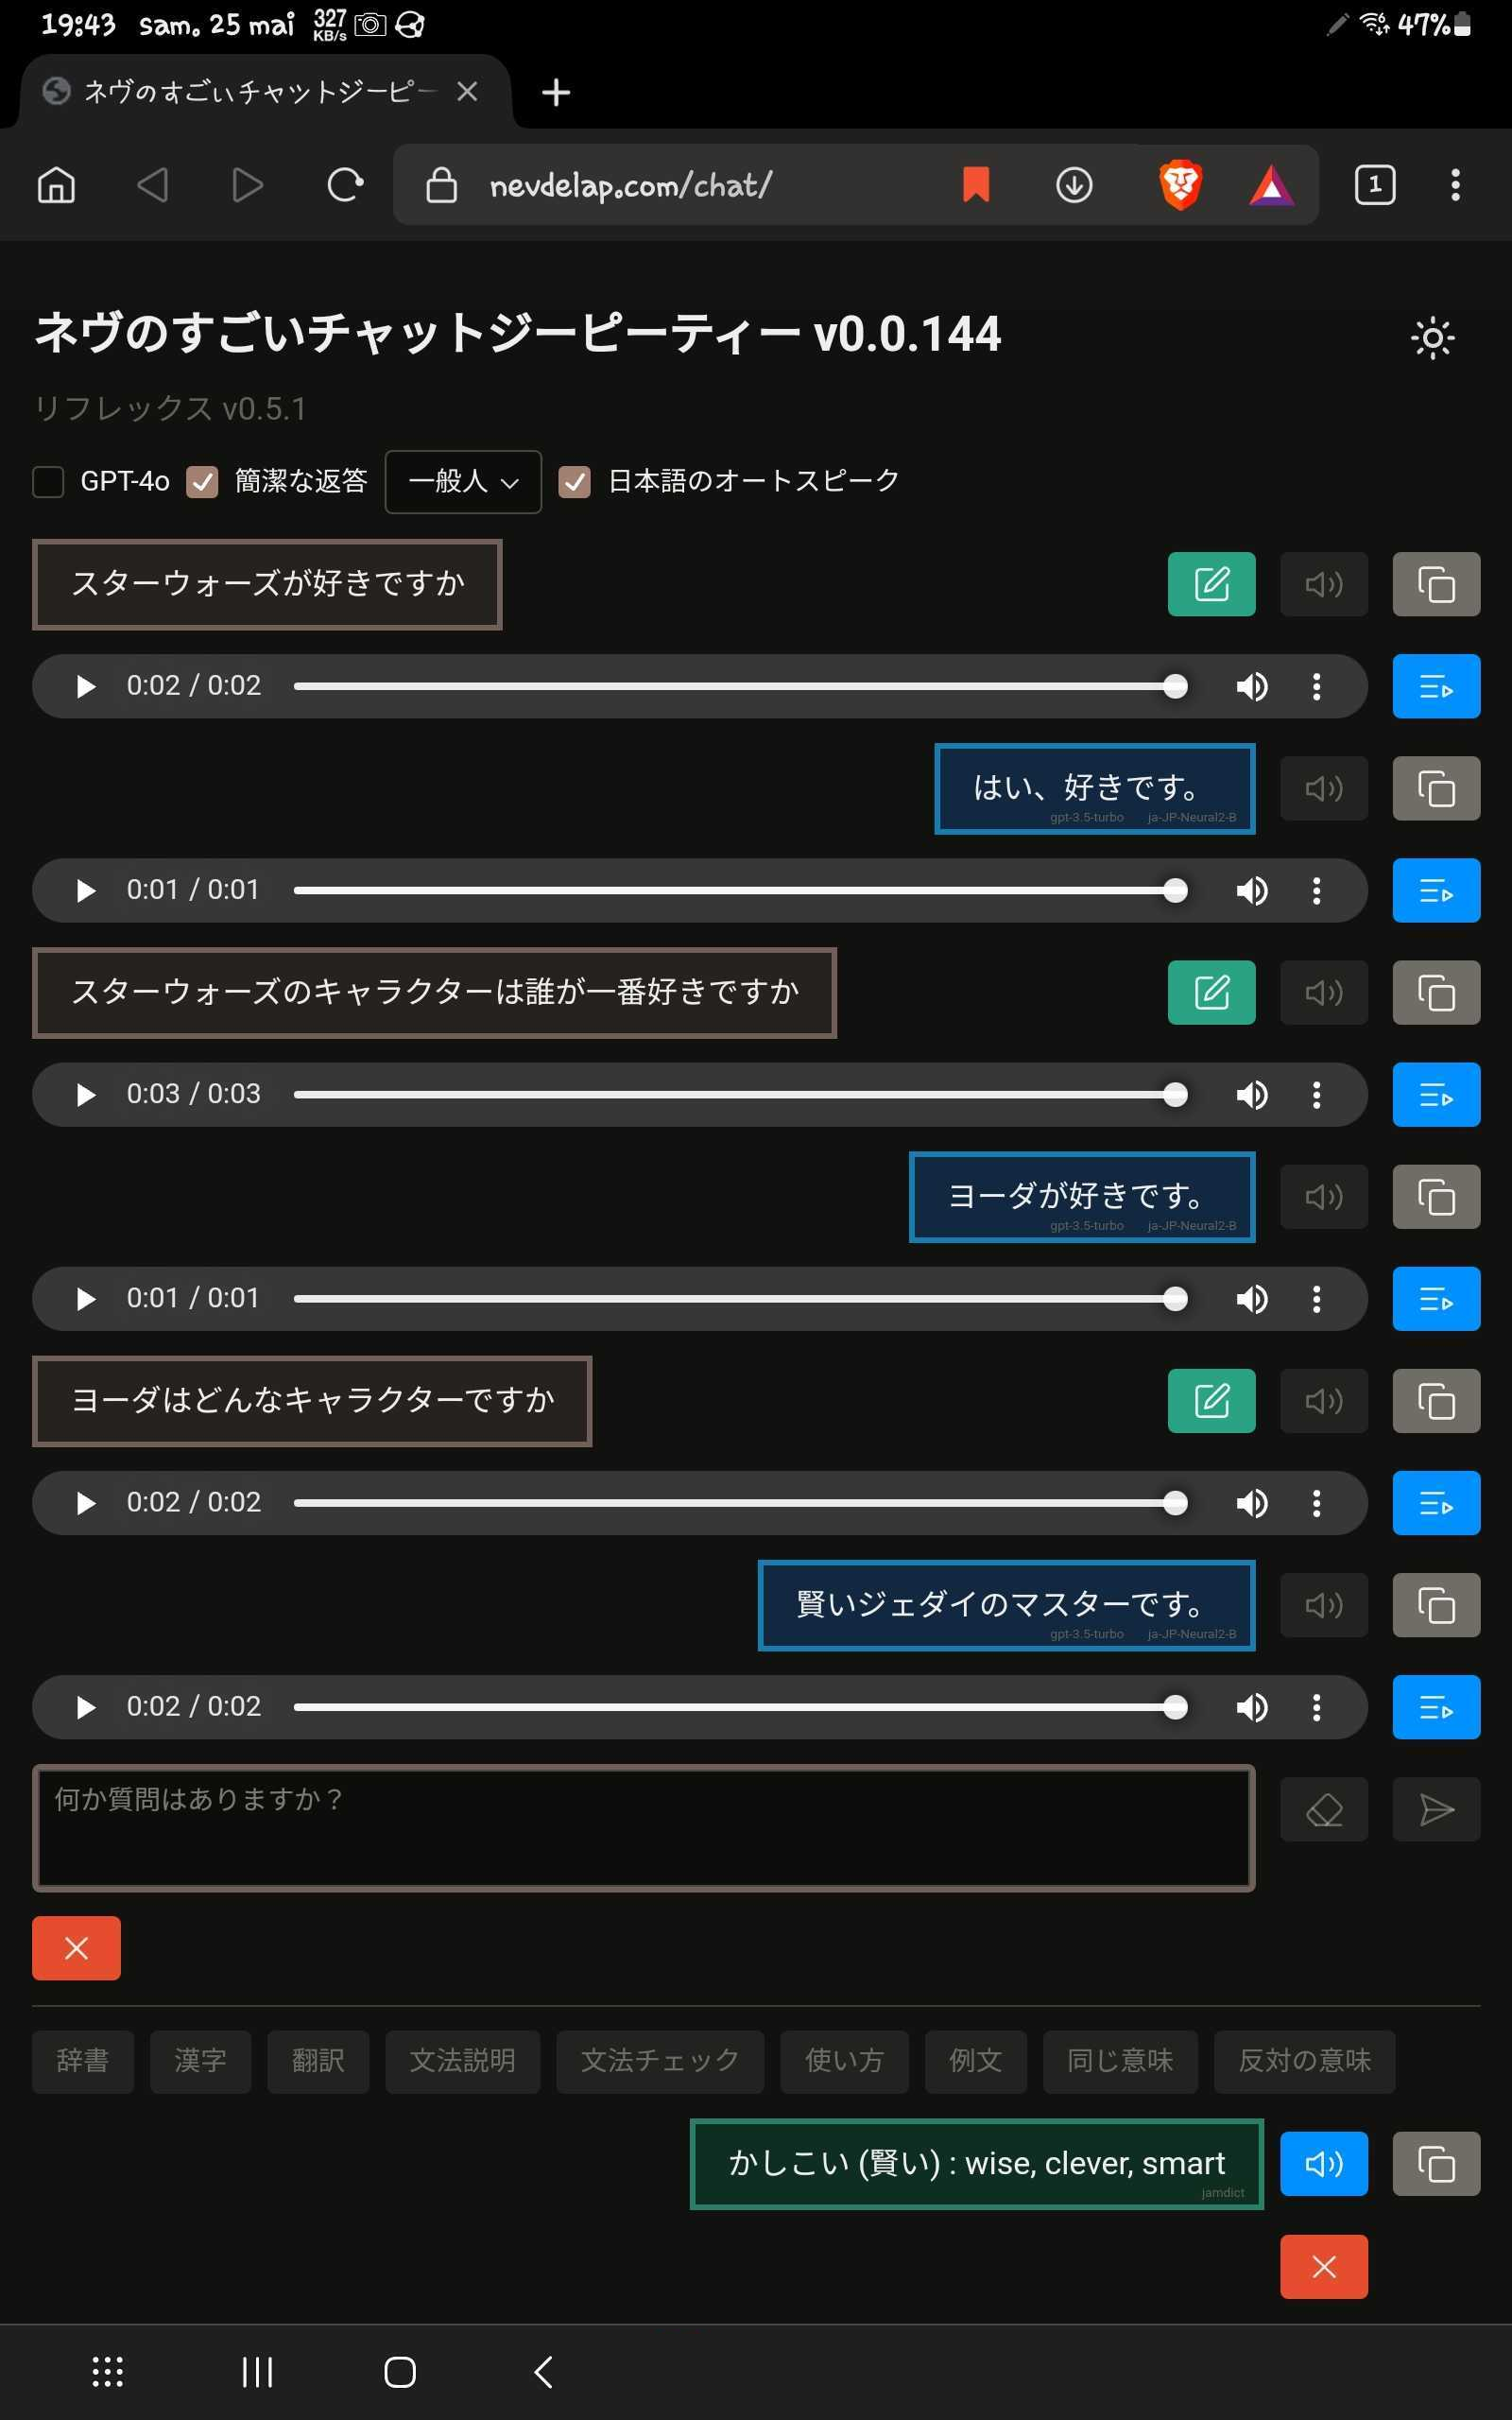 19:43 sam. 25 mai 327 KB/s 47%
ネヴのすごいチャットジーピー
nevdelap.com/chat/ 1
ネヴのすごいチャットジーピーティー v0.0.144
リフレックス v0.5.1
GPT-4o 簡潔な返答 一般人 日本語のオートスピーク
スターウォーズが好きですか
0:02 / 0:02
はい、好きです。
gpt-3.5-turbo ja-JP-Neural2-B
0:01 / 0:01
スターウォーズのキャラクターは誰が一番好きですか
0:03 / 0:03
ヨーダが好きです。
gpt-3.5-turbo ja-JP-Neural2-B
0:01 / 0:01
ヨーダはどんなキャラクターですか
0:02 / 0:02
賢いジェダイのマスターです。
gpt-3.5-turbo ja-JP-Neural2-B
0:02 / 0:02
何か質問はありますか？
辞書 漢字 翻訳 文法説明 文法チェック 使い方 例文 同じ意味 反対の意味
かしこい (賢い) : wise, clever, smart
jamdict